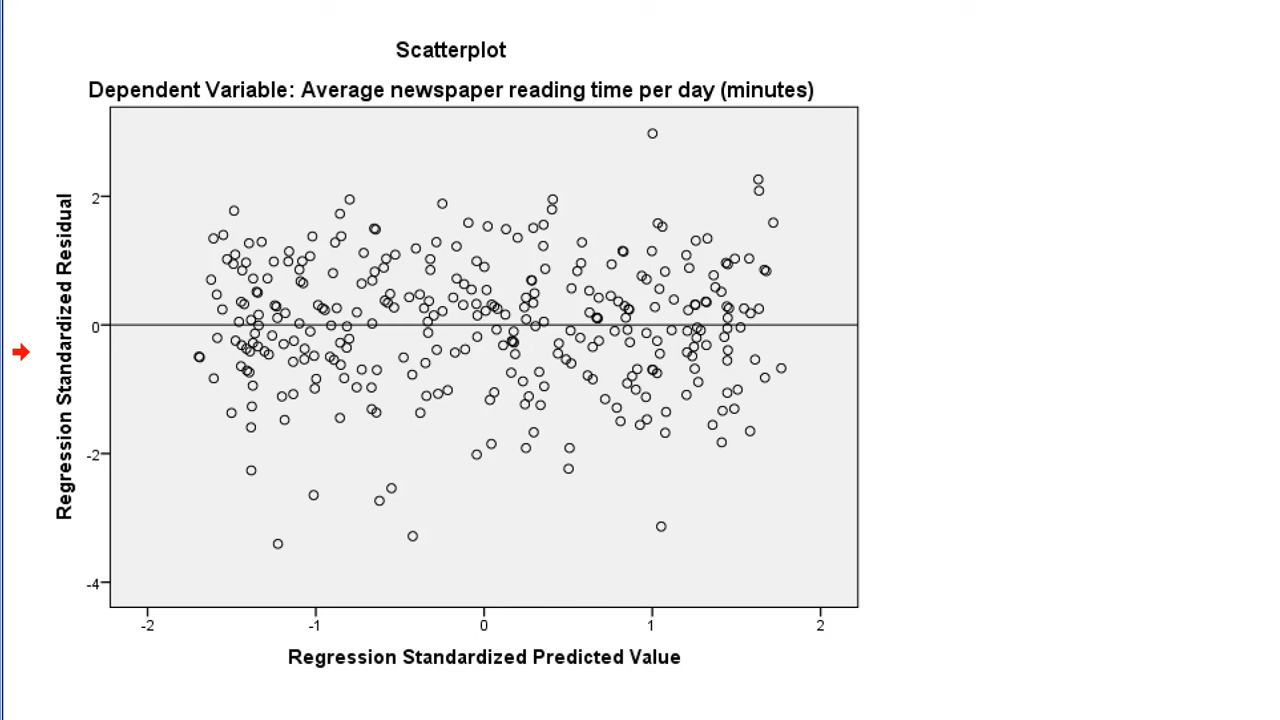 Scatterplot
Dependent Variable: Average newspaper reading time per day (minutes)
Regression Standardized Residual
2
0
-2
-4
-2
-1
0
1
2
Regression Standardized Predicted Value